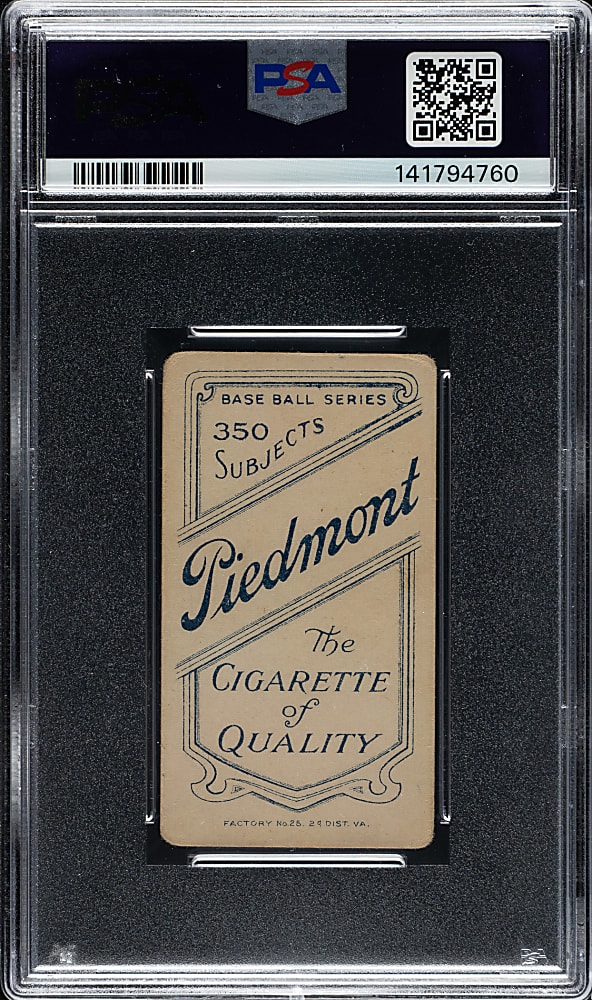 PSA
141794760
BASE BALL SERIES
350
SUBJECTS
Piedmont
The
CIGARETTE
of
QUALITY
FACTORY No.25. 2d DIST. VA.